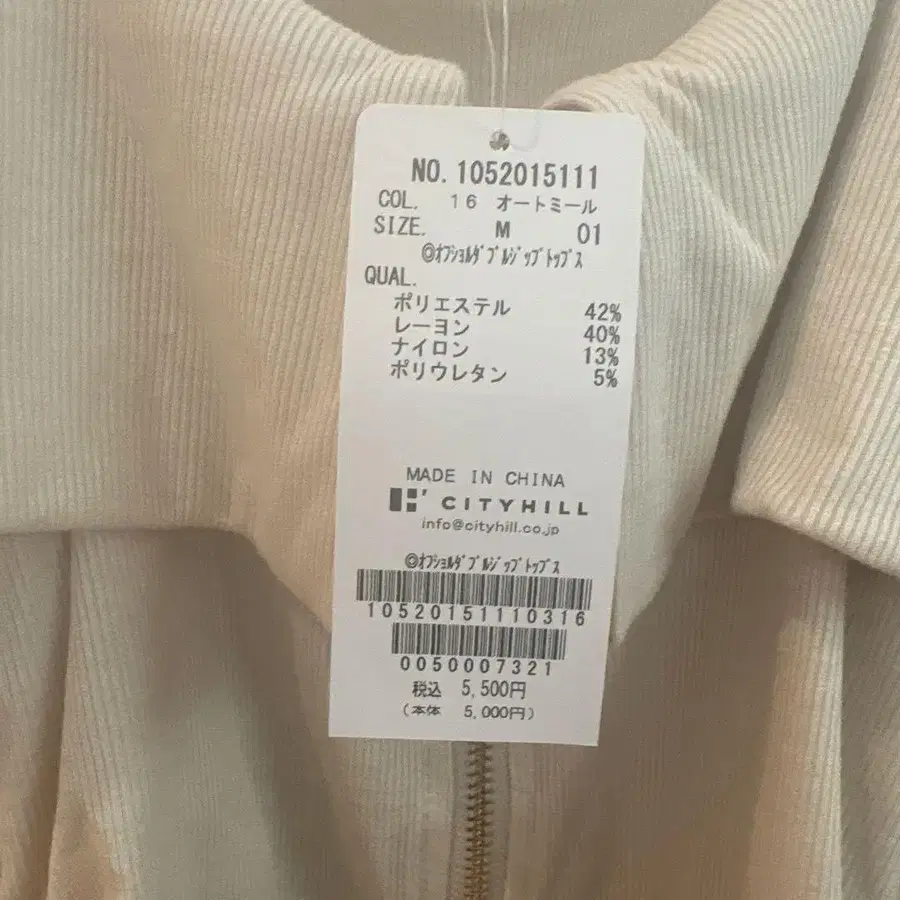 NO. 1052015111
COL. 16 オートミール
SIZE. M 01
◎ｵﾌｼｮﾙﾀﾞﾌﾞﾙｼﾞｯﾌﾟﾄｯﾌﾟｽ
QUAL.
ポリエステル 42%
レーヨン 40%
ナイロン 13%
ポリウレタン 5%
MADE IN CHINA
CITYHILL
info@cityhill.co.jp
◎ｵﾌｼｮﾙﾀﾞﾌﾞﾙｼﾞｯﾌﾟﾄｯﾌﾟｽ
10520151110316
0050007321
税込 5,500円
(本体 5,000円)